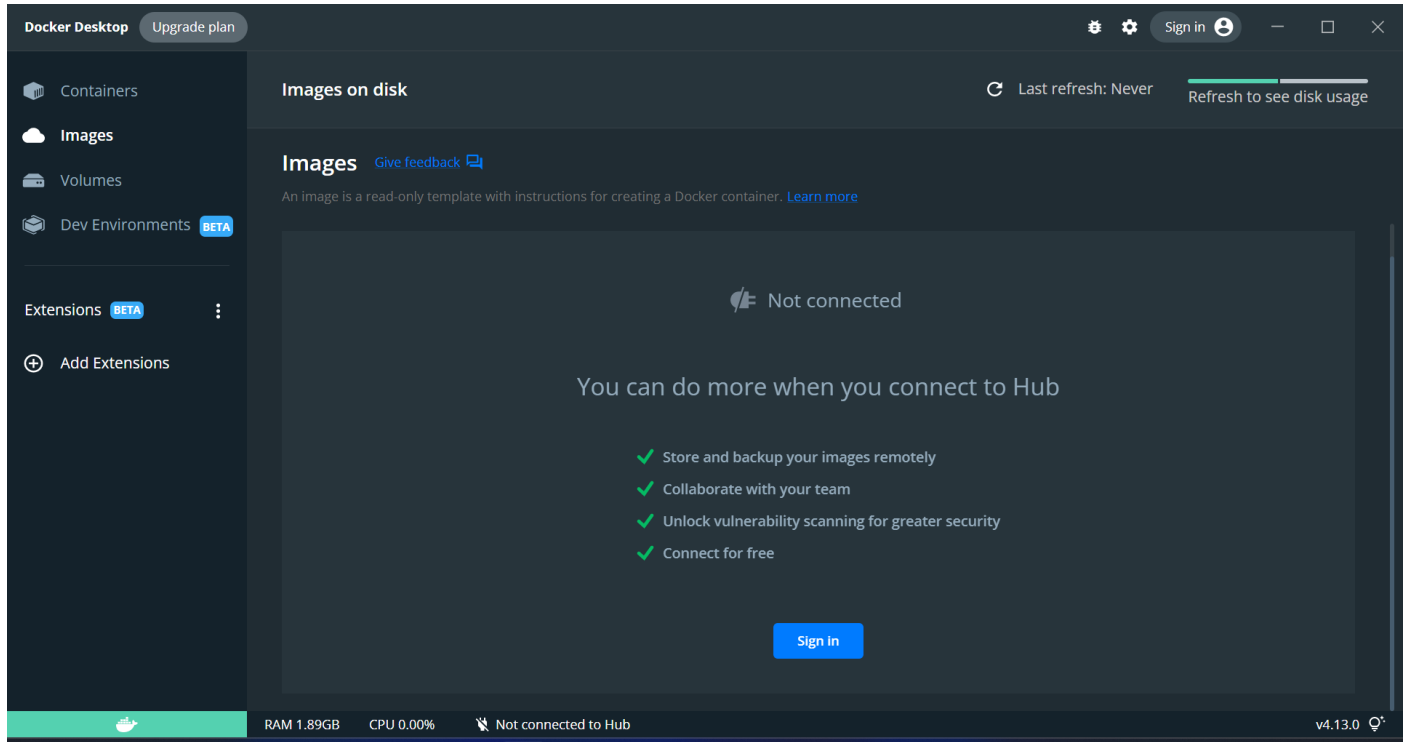 Docker Desktop Upgrade plan Sign in
Containers
Images
Volumes
Dev Environments BETA
Extensions BETA
Add Extensions
Images on disk Last refresh: Never Refresh to see disk usage
Images Give feedback
An image is a read-only template with instructions for creating a Docker container. Learn more
Not connected
You can do more when you connect to Hub
Store and backup your images remotely
Collaborate with your team
Unlock vulnerability scanning for greater security
Connect for free
Sign in
RAM 1.89GB CPU 0.00% Not connected to Hub v4.13.0